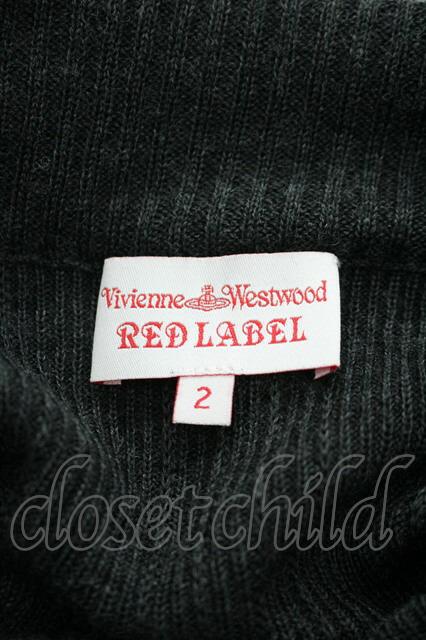 Vivienne Westwood
RED LABEL
2
closetchild